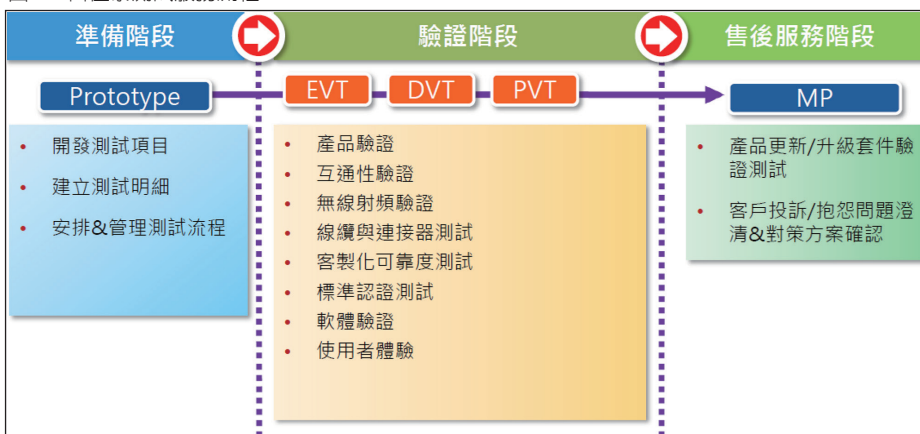 準備階段
驗證階段
售後服務階段
Prototype
EVT
DVT
PVT
MP
• 開發測試項目
• 建立測試明細
• 安排&管理測試流程
• 產品驗證
• 互通性驗證
• 無線射頻驗證
• 線纜與連接器測試
• 客製化可靠度測試
• 標準認證測試
• 軟體驗證
• 使用者體驗
• 產品更新/升級套件驗
證測試
• 客戶投訴/抱怨問題澄
清&對策方案確認